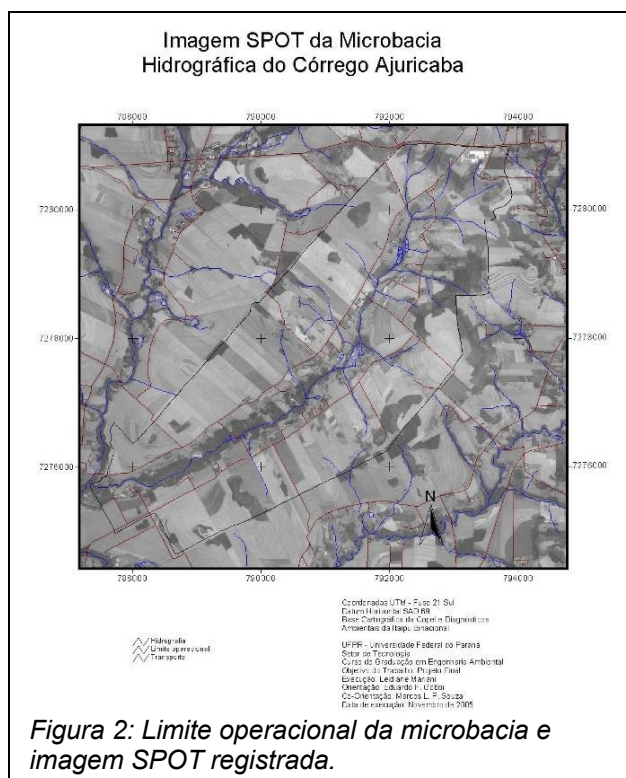 Imagem SPOT da Microbacia
Hidrográfica do Córrego Ajuricaba
788000 790000 792000 794000
7280000 7280000
7278000 7278000
7276000 7276000
N
788000 790000 792000 794000
Coordenadas UTM - Fuso 21 Sul
Datum Horizontal SAD 69
Base Cartográfica da Copel e Diagnósticos
Ambientais da Itaipu Binacional
Hidrografia
Limite operacional
Transporte
UFPR - Universidade Federal do Paraná
Setor de Tecnologia
Curso de Graduação em Engenharia Ambiental
Objetivo do Trabalho: Projeto Final
Execução: Leidiane Mariani
Orientação: Eduardo F. Gobbi
Co-Orientação: Marcos L. P. Souza
Data de execução: Novembro de 2005
Figura 2: Limite operacional da microbacia e
imagem SPOT registrada.